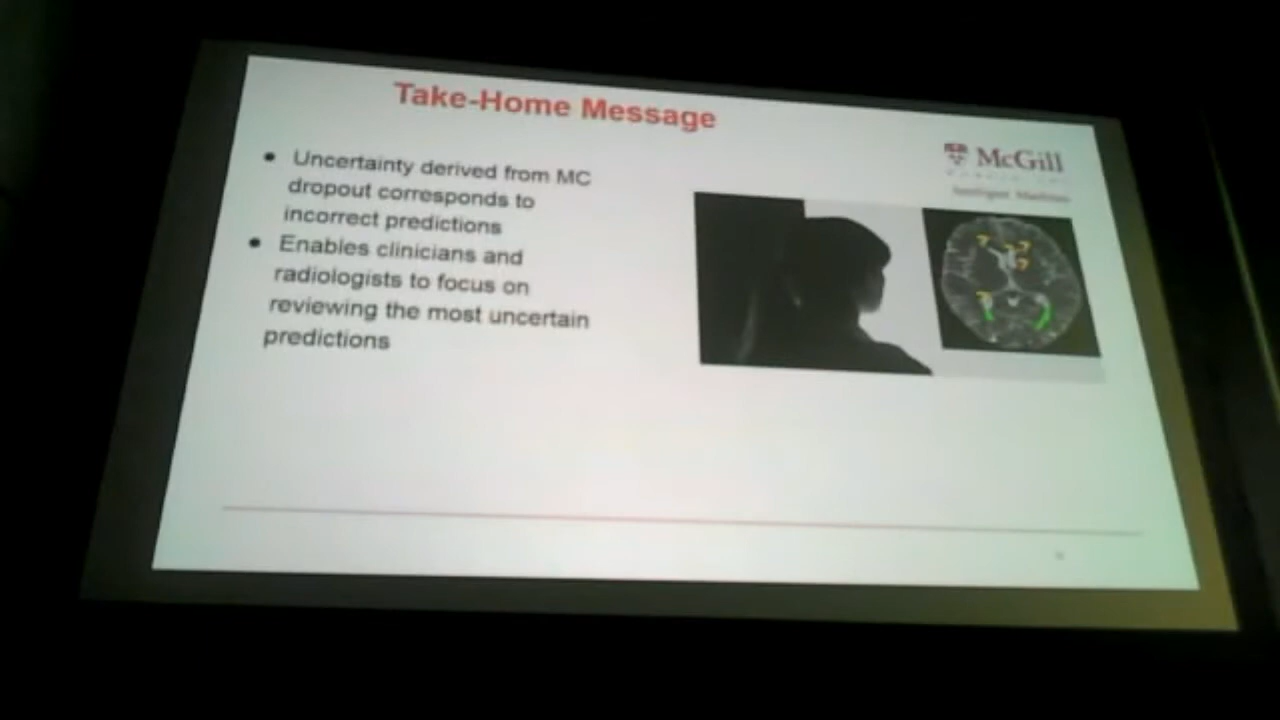 Take-Home Message
● Uncertainty derived from MC
dropout corresponds to
incorrect predictions
● Enables clinicians and
radiologists to focus on
reviewing the most uncertain
predictions
McGill